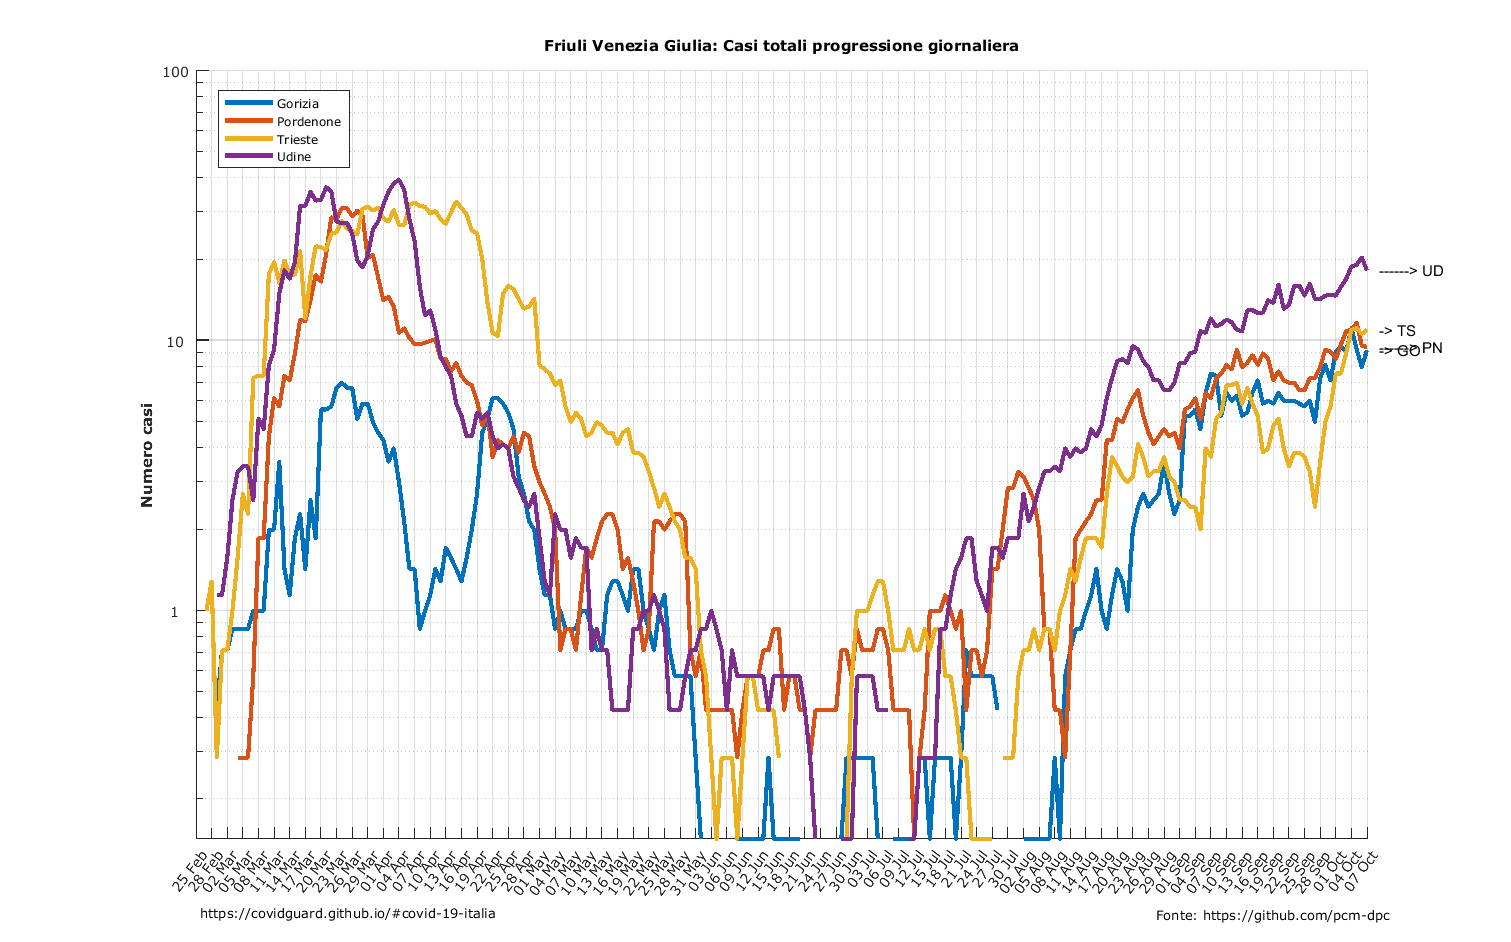 Friuli Venezia Giulia: Casi totali progressione giornaliera
100
10
1
Numero casi
Gorizia
Pordenone
Trieste
Udine
------> UD
-> TS
------> PN
-> GO
25 Feb
28 Feb
02 Mar
05 Mar
08 Mar
11 Mar
14 Mar
17 Mar
20 Mar
23 Mar
26 Mar
29 Mar
01 Apr
04 Apr
07 Apr
10 Apr
13 Apr
16 Apr
19 Apr
22 Apr
25 Apr
28 Apr
01 May
04 May
07 May
10 May
13 May
16 May
19 May
22 May
25 May
28 May
31 May
03 Jun
06 Jun
09 Jun
12 Jun
15 Jun
18 Jun
21 Jun
24 Jun
27 Jun
30 Jun
03 Jul
06 Jul
09 Jul
12 Jul
15 Jul
18 Jul
21 Jul
24 Jul
27 Jul
30 Jul
02 Aug
05 Aug
08 Aug
11 Aug
14 Aug
17 Aug
20 Aug
23 Aug
26 Aug
29 Aug
01 Sep
04 Sep
07 Sep
10 Sep
13 Sep
16 Sep
19 Sep
22 Sep
25 Sep
28 Sep
01 Oct
04 Oct
07 Oct
https://covidguard.github.io/#covid-19-italia
Fonte: https://github.com/pcm-dpc